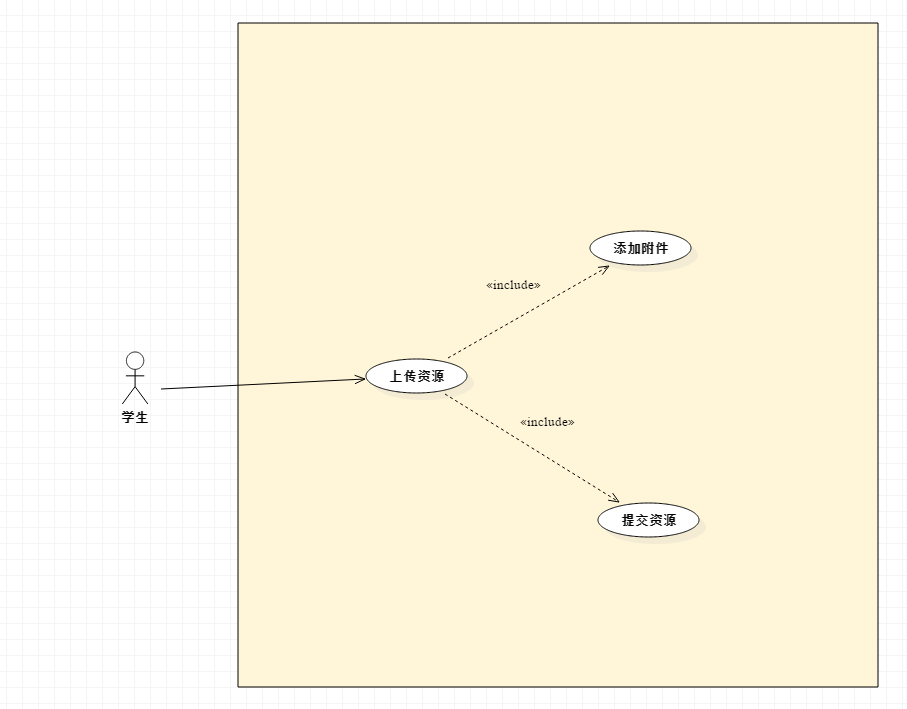 添加附件
«include»
上传资源
学生
«include»
提交资源